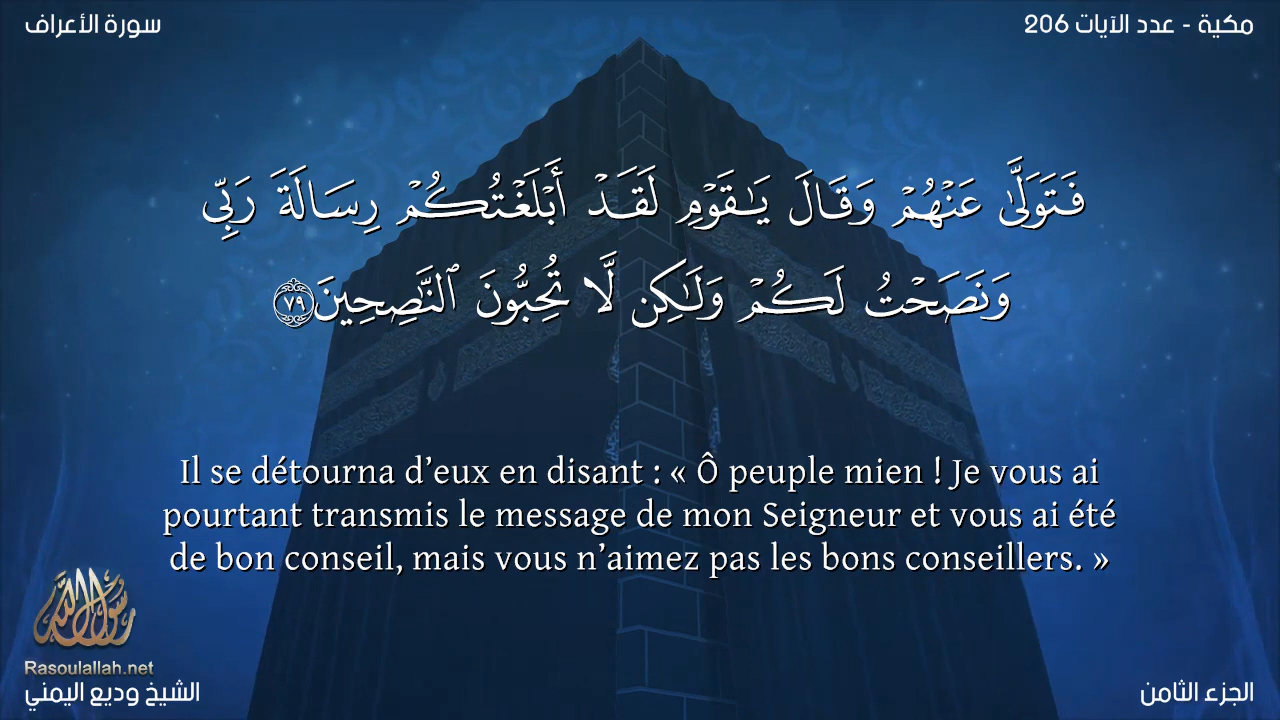 مكية - عدد الآيات 206
سورة الأعراف
فَتَوَلَّىٰ عَنْهُمْ وَقَالَ يَـٰقَوْمِ لَقَدْ أَبْلَغْتُكُمْ رِسَالَةَ رَبِّى
وَنَصَحْتُ لَكُمْ وَلَـٰكِن لَّا تُحِبُّونَ ٱلنَّـٰصِحِينَ ٧٩
Il se détourna d’eux en disant : « Ô peuple mien ! Je vous ai
pourtant transmis le message de mon Seigneur et vous ai été
de bon conseil, mais vous n’aimez pas les bons conseillers. »
رسول الله
Rasoulallah.net
الشيخ وديع اليمني
الجزء الثامن